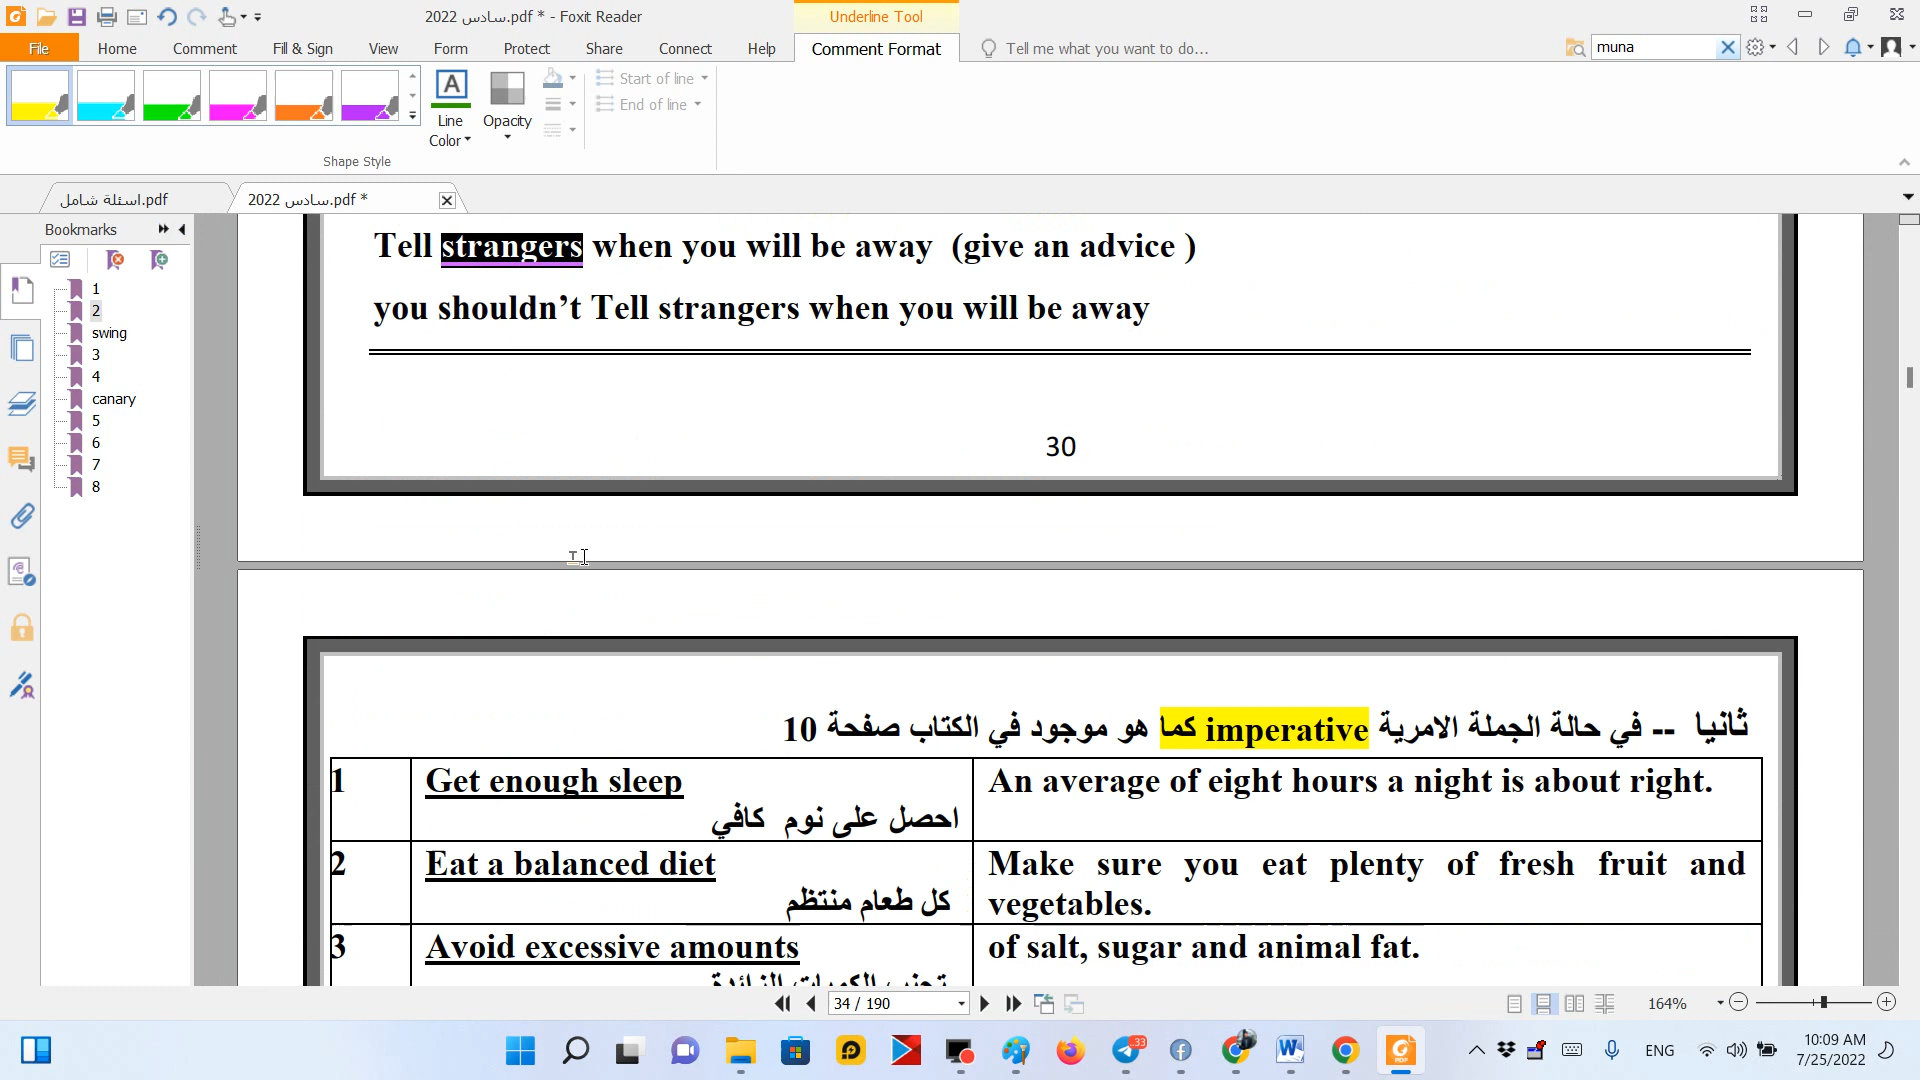 سادس 2022.pdf * - Foxit Reader
Underline Tool
File
Home
Comment
Fill & Sign
View
Form
Protect
Share
Connect
Help
Comment Format
Tell me what you want to do...
muna
Line
Color
Opacity
Start of line
End of line
Shape Style
اسئلة شامل.pdf
سادس 2022.pdf *
Bookmarks
1
2
swing
3
4
canary
5
6
7
8
Tell strangers when you will be away (give an advice )
you shouldn’t Tell strangers when you will be away
30
ثانيا -- في حالة الجملة الامرية imperative كما هو موجود في الكتاب صفحة 10
1
Get enough sleep
احصل على نوم كافي
An average of eight hours a night is about right.
2
Eat a balanced diet
كل طعام منتظم
Make sure you eat plenty of fresh fruit and
vegetables.
3
Avoid excessive amounts
تجنب الكميات الزائدة
of salt, sugar and animal fat.
34 / 190
164%
33
ENG
10:09 AM
7/25/2022